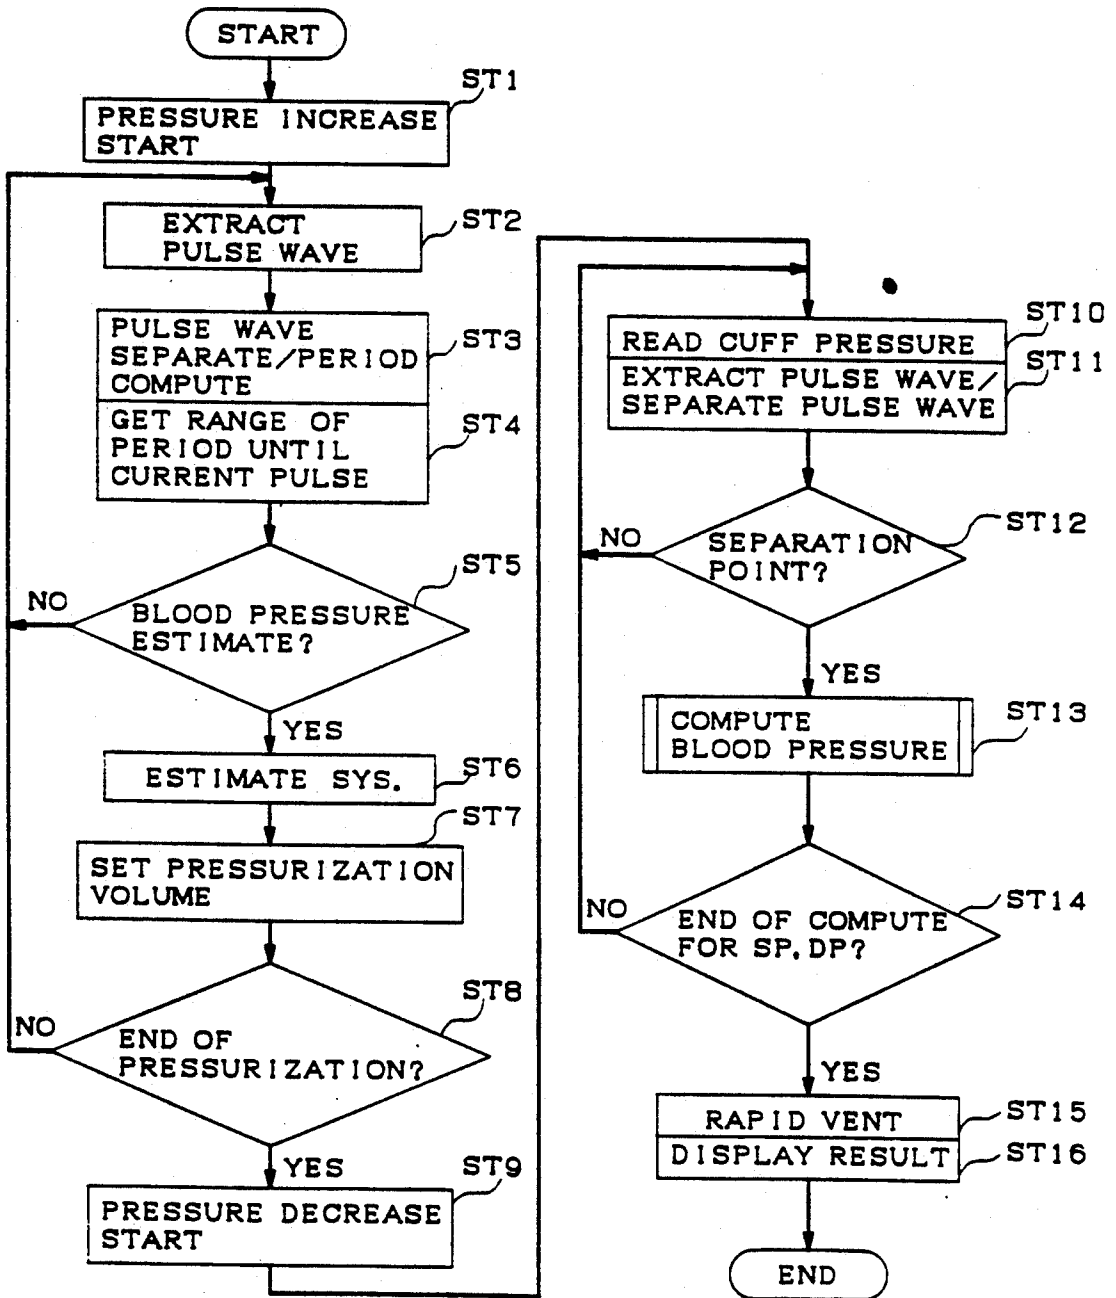 START
ST1
PRESSURE INCREASE
START
EXTRACT
PULSE WAVE
ST2
PULSE WAVE
SEPARATE/PERIOD
COMPUTE
ST3
GET RANGE OF
PERIOD UNTIL
CURRENT PULSE
ST4
BLOOD PRESSURE
ESTIMATE?
ST5
NO
YES
ESTIMATE SYS.
ST6
ST7
SET PRESSURIZATION
VOLUME
END OF
PRESSURIZATION?
ST8
NO
YES
ST9
PRESSURE DECREASE
START
READ CUFF PRESSURE
ST10
EXTRACT PULSE WAVE/
SEPARATE PULSE WAVE
ST11
SEPARATION
POINT?
ST12
NO
YES
COMPUTE
BLOOD PRESSURE
ST13
END OF COMPUTE
FOR SP.DP?
ST14
NO
YES
RAPID VENT
ST15
DISPLAY RESULT
ST16
END